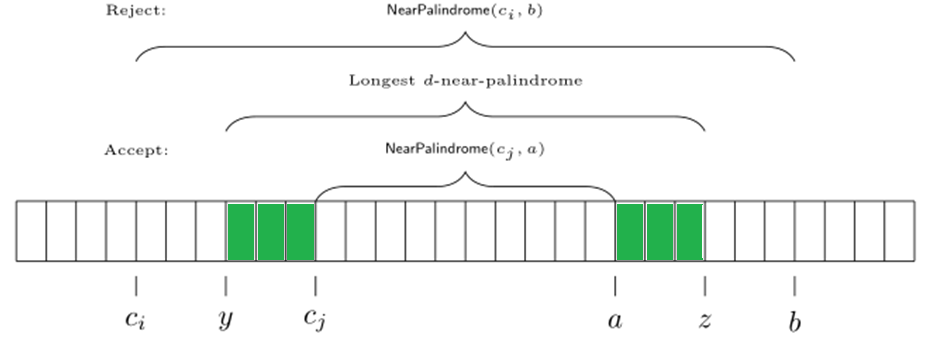 Reject: NearPalindrome(c_i, b)
Longest d-near-palindrome
Accept: NearPalindrome(c_j, a)
c_i y c_j a z b